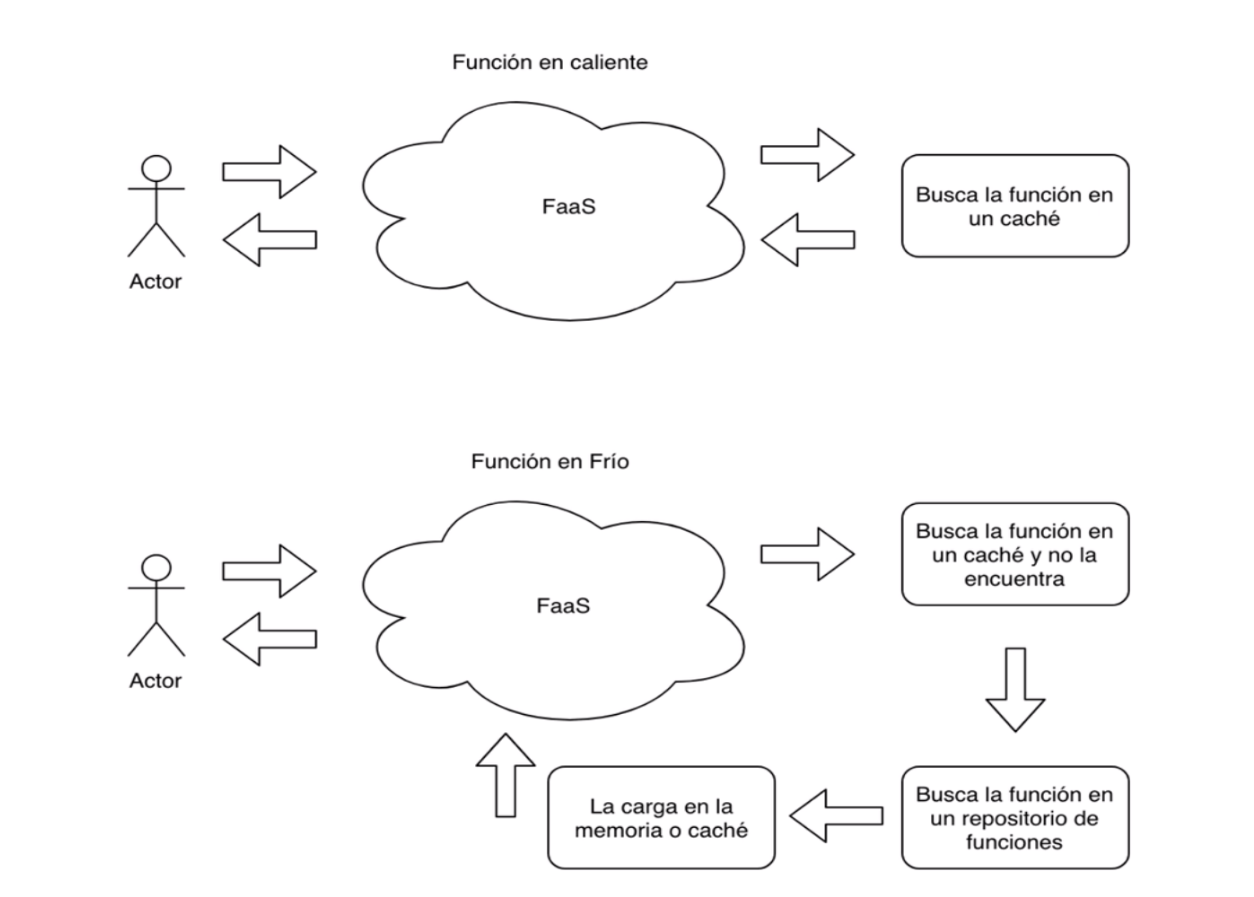 Función en caliente
FaaS
Busca la función en
un caché
Actor
Función en Frío
Busca la función en
un caché y no la
encuentra
FaaS
Actor
La carga en la
memoria o caché
Busca la función en
un repositorio de
funciones